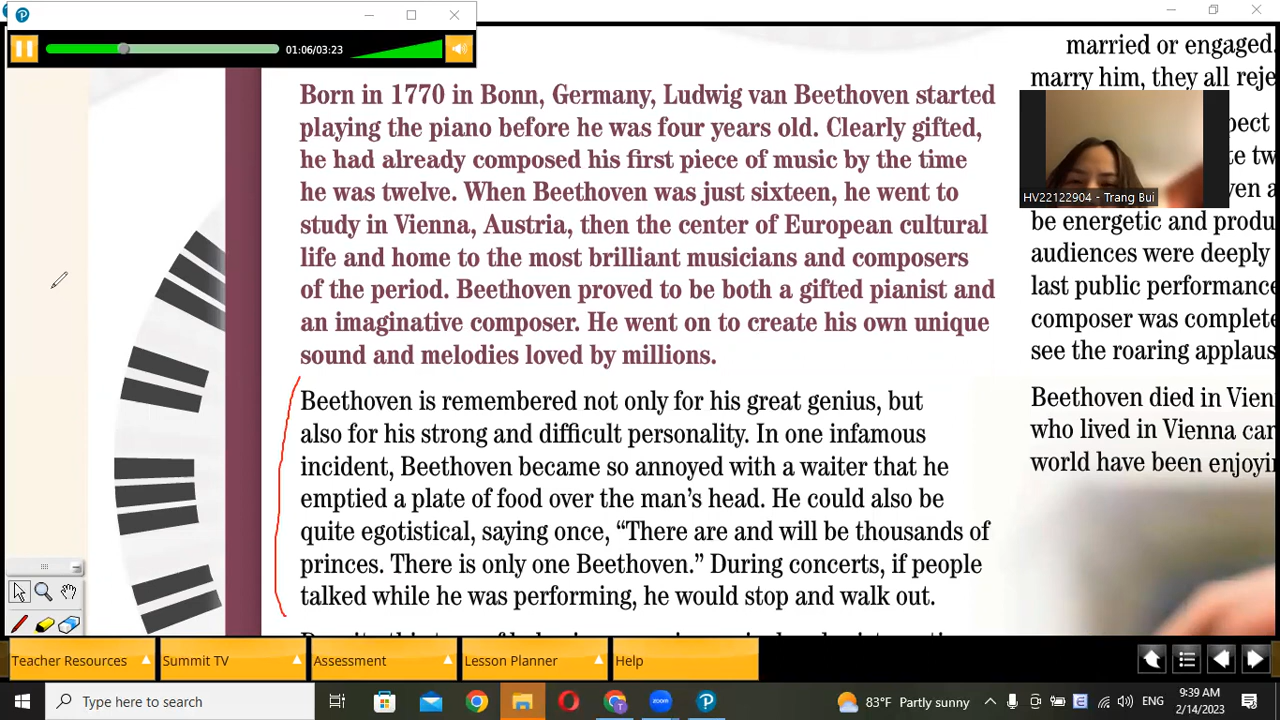 01:06/03:23
married or engaged.
marry him, they all reje
Born in 1770 in Bonn, Germany, Ludwig van Beethoven started
playing the piano before he was four years old. Clearly gifted,
he had already composed his first piece of music by the time
he was twelve. When Beethoven was just sixteen, he went to
study in Vienna, Austria, then the center of European cultural
life and home to the most brilliant musicians and composers
of the period. Beethoven proved to be both a gifted pianist and
an imaginative composer. He went on to create his own unique
sound and melodies loved by millions.
Beethoven is remembered not only for his great genius, but
also for his strong and difficult personality. In one infamous
incident, Beethoven became so annoyed with a waiter that he
emptied a plate of food over the man's head. He could also be
quite egotistical, saying once, “There are and will be thousands of
princes. There is only one Beethoven.” During concerts, if people
talked while he was performing, he would stop and walk out.
HV22122904 - Trang Bui
be energetic and produ
audiences were deeply
last public performance
composer was complete
see the roaring applaus
Beethoven died in Vien
who lived in Vienna can
world have been enjoyin
Teacher Resources
Summit TV
Assessment
Lesson Planner
Help
Type here to search
83°F Partly sunny
ENG
9:39 AM
2/14/2023